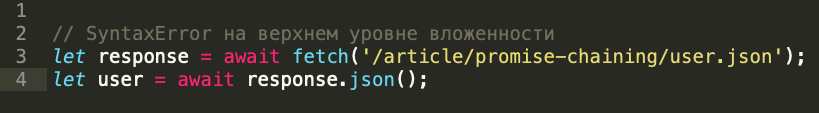 1
2 // SyntaxError на верхнем уровне вложенности
3 let response = await fetch('/article/promise-chaining/user.json');
4 let user = await response.json();